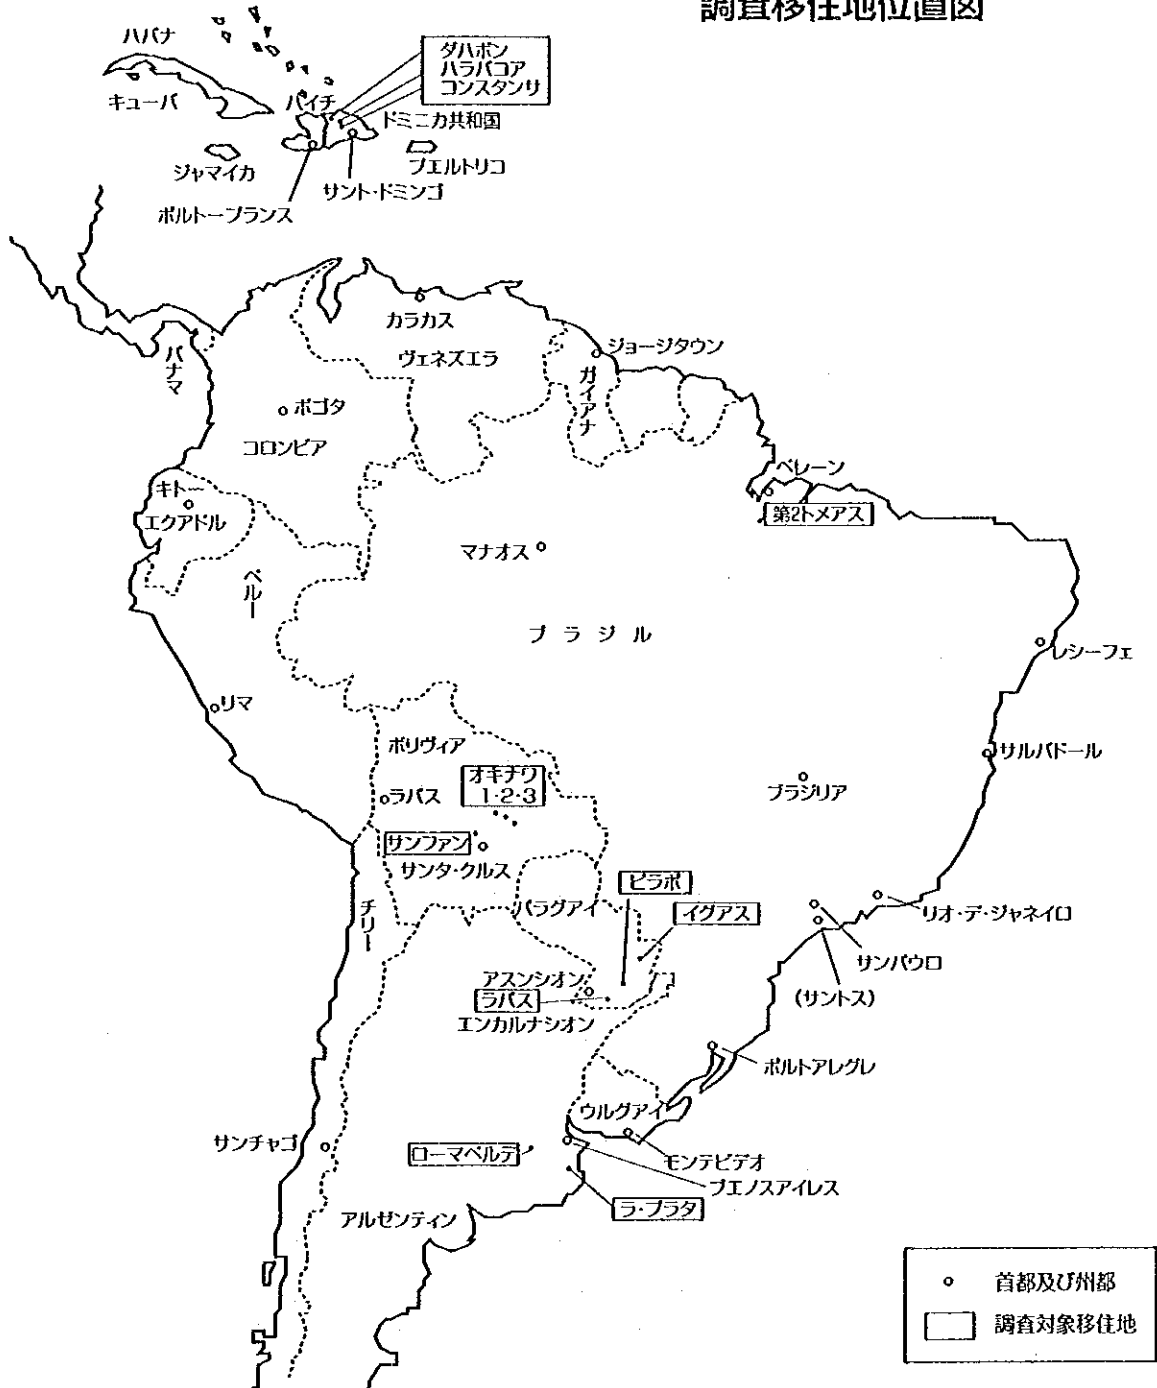 調査移住地位置図
ハバナ
キューバ
ハイチ
ダハボン
ハラバコア
コンスタンサ
ドミニカ共和国
ジャマイカ
プエルトリコ
サント・ドミンゴ
ポルトープランス
カラカス
ヴェネズエラ
ジョージタウン
ガイアナ
パナマ
ボゴタ
コロンビア
ベレーン
第2トメアス
キトー
エクアドル
マナオス
ペルー
ブラジル
レシーフェ
リマ
ボリヴィア
サルバドール
オキナワ
1・2・3
ラパス
ブラジリア
サンファン
サンタ・クルス
ピラポ
パラグアイ
イグアス
チリー
リオ・デ・ジャネイロ
サンパウロ
アスンシオン
ラパス
(サントス)
エンカルナシオン
ポルトアレグレ
ウルグアイ
サンチャゴ
ローマベルデ
モンテビデオ
ブエノスアイレス
ラ・プラタ
アルゼンティン
首都及び州都
調査対象移住地